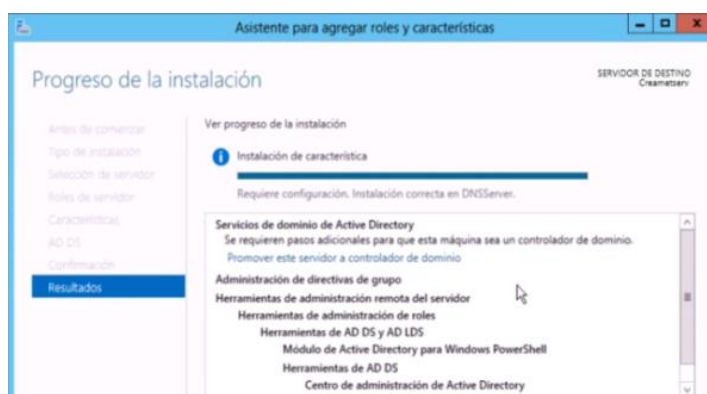 Asistente para agregar roles y características
Progreso de la instalación
SERVIDOR DE DESTINO
Creametserv
Antes de comenzar
Tipo de instalación
Selección de servidor
Roles de servidor
Características
AD DS
Confirmación
Resultados
Ver progreso de la instalación
Instalación de característica
Requiere configuración. Instalación correcta en DNSServer.
Servicios de dominio de Active Directory
Se requieren pasos adicionales para que esta máquina sea un controlador de dominio.
Promover este servidor a controlador de dominio
Administración de directivas de grupo
Herramientas de administración remota del servidor
Herramientas de administración de roles
Herramientas de AD DS y AD LDS
Módulo de Active Directory para Windows PowerShell
Herramientas de AD DS
Centro de administración de Active Directory